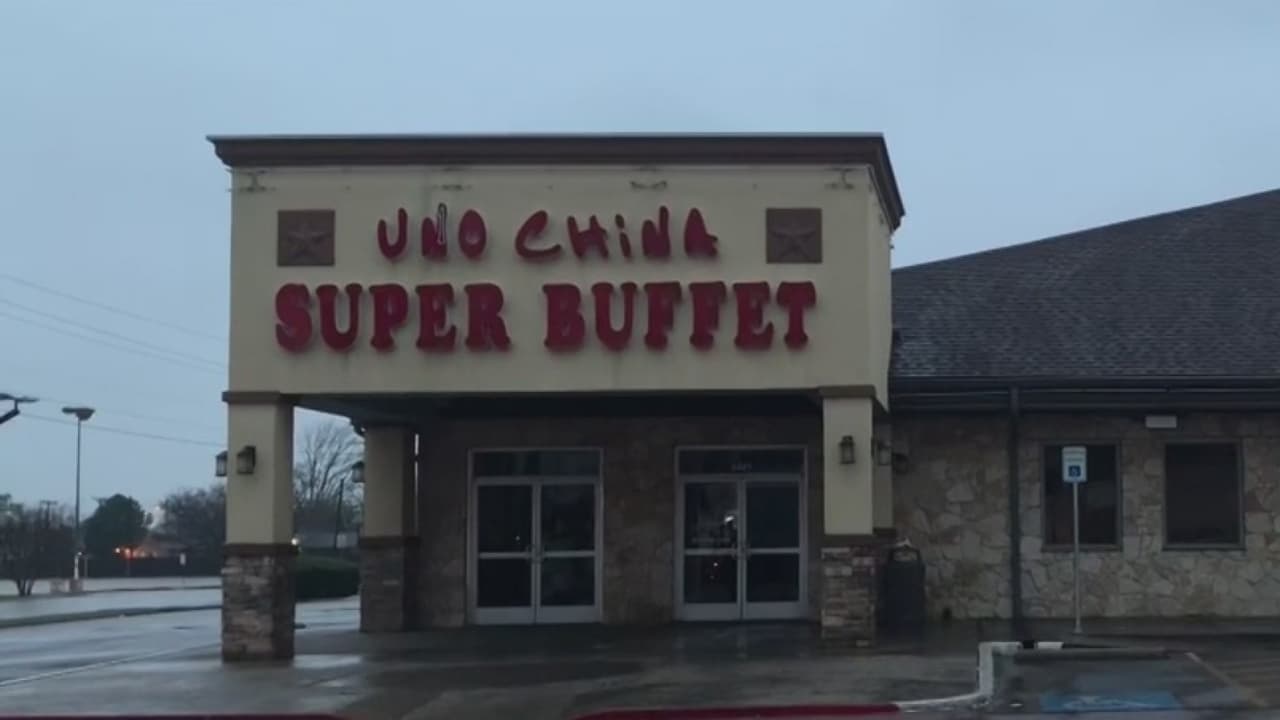 UNO CHiNA
SUPER BUFFET